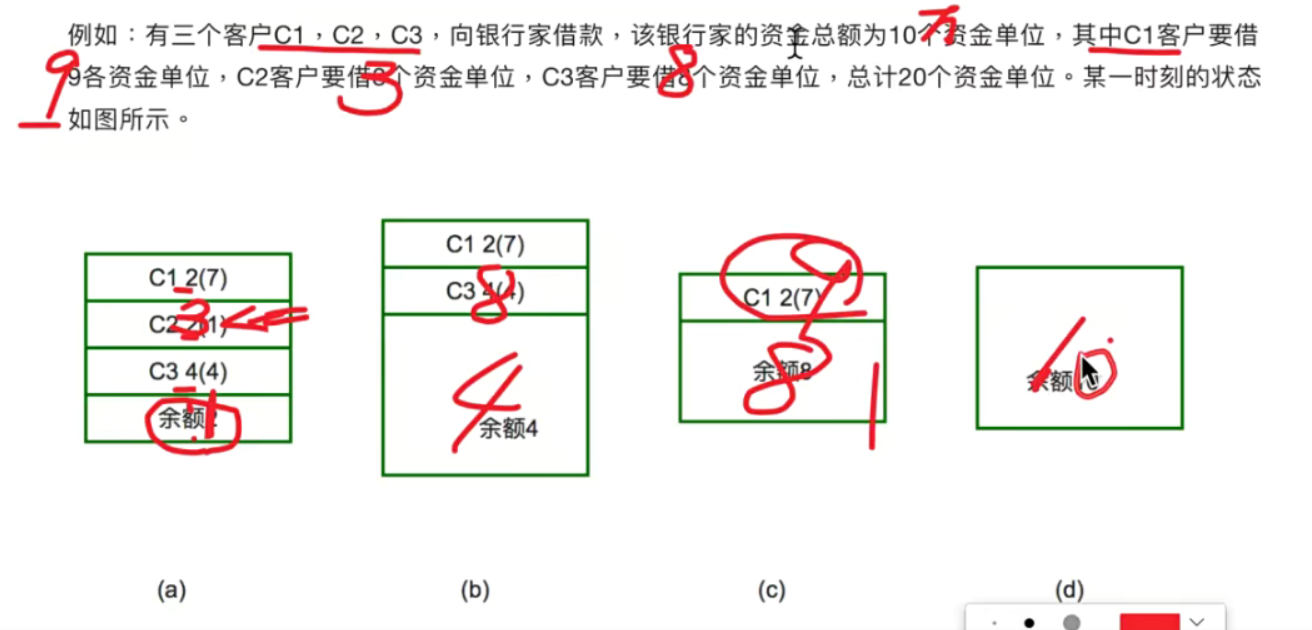 例如：有三个客户C1，C2，C3，向银行家借款，该银行家的资金总额为10个资金单位，其中C1客户要借
9各资金单位，C2客户要借3个资金单位，C3客户要借8个资金单位，总计20个资金单位。某一时刻的状态
如图所示。
9
3
8
万
C1 2(7)
C2 2(1)
3
C3 4(4)
余额2
1
(a)
C1 2(7)
C3 4(4)
8
4
余额4
(b)
C1 2(7)
9
余额8
8
1
(c)
余额10
(d)